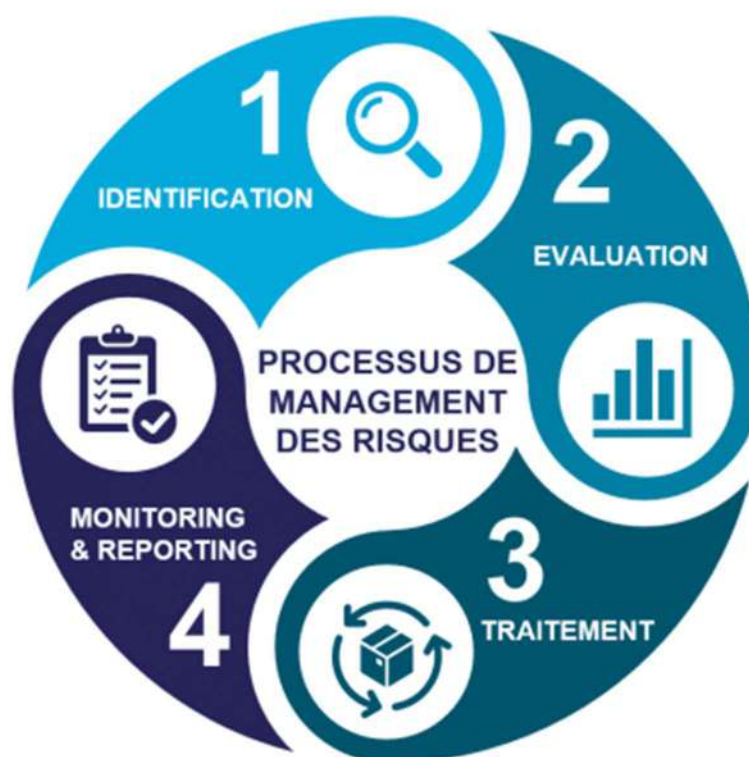 1
IDENTIFICATION
2
EVALUATION
PROCESSUS DE
MANAGEMENT
DES RISQUES
3
TRAITEMENT
MONITORING
& REPORTING
4